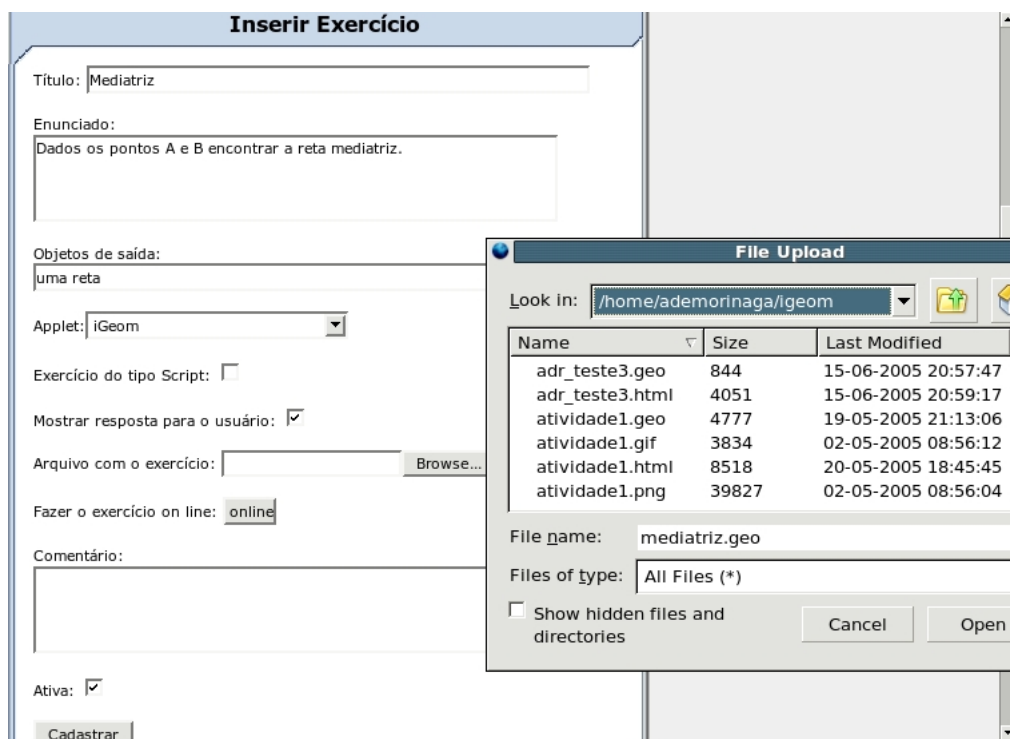 Inserir Exercício
Título: Mediatriz
Enunciado:
Dados os pontos A e B encontrar a reta mediatriz.
Objetos de saída:
uma reta
Applet: iGeom
Exercício do tipo Script:
Mostrar resposta para o usuário:
Arquivo com o exercício: Browse...
Fazer o exercício on line: online
Comentário:
Ativa:
Cadastrar
File Upload
Look in: /home/ademorinaga/igeom
Name Size Last Modified
adr_teste3.geo 844 15-06-2005 20:57:47
adr_teste3.html 4051 15-06-2005 20:59:17
atividade1.geo 4777 19-05-2005 21:13:06
atividade1.gif 3834 02-05-2005 08:56:12
atividade1.html 8518 20-05-2005 18:45:45
atividade1.png 39827 02-05-2005 08:56:04
File name: mediatriz.geo
Files of type: All Files (*)
Show hidden files and
directories
Cancel Open